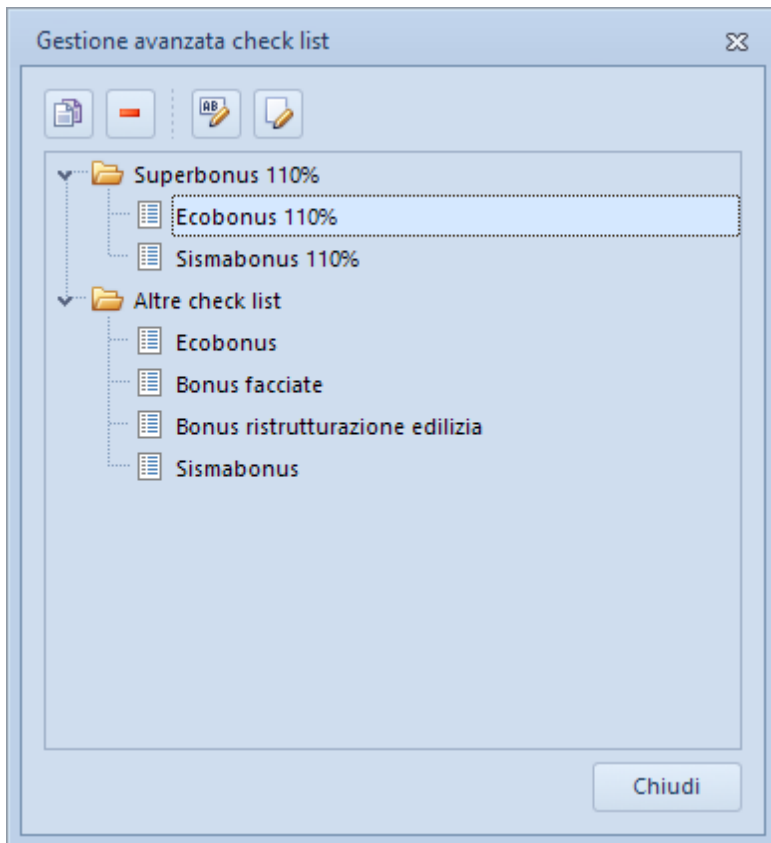 Gestione avanzata check list
AB
Superbonus 110%
Ecobonus 110%
Sismabonus 110%
Altre check list
Ecobonus
Bonus facciate
Bonus ristrutturazione edilizia
Sismabonus
Chiudi